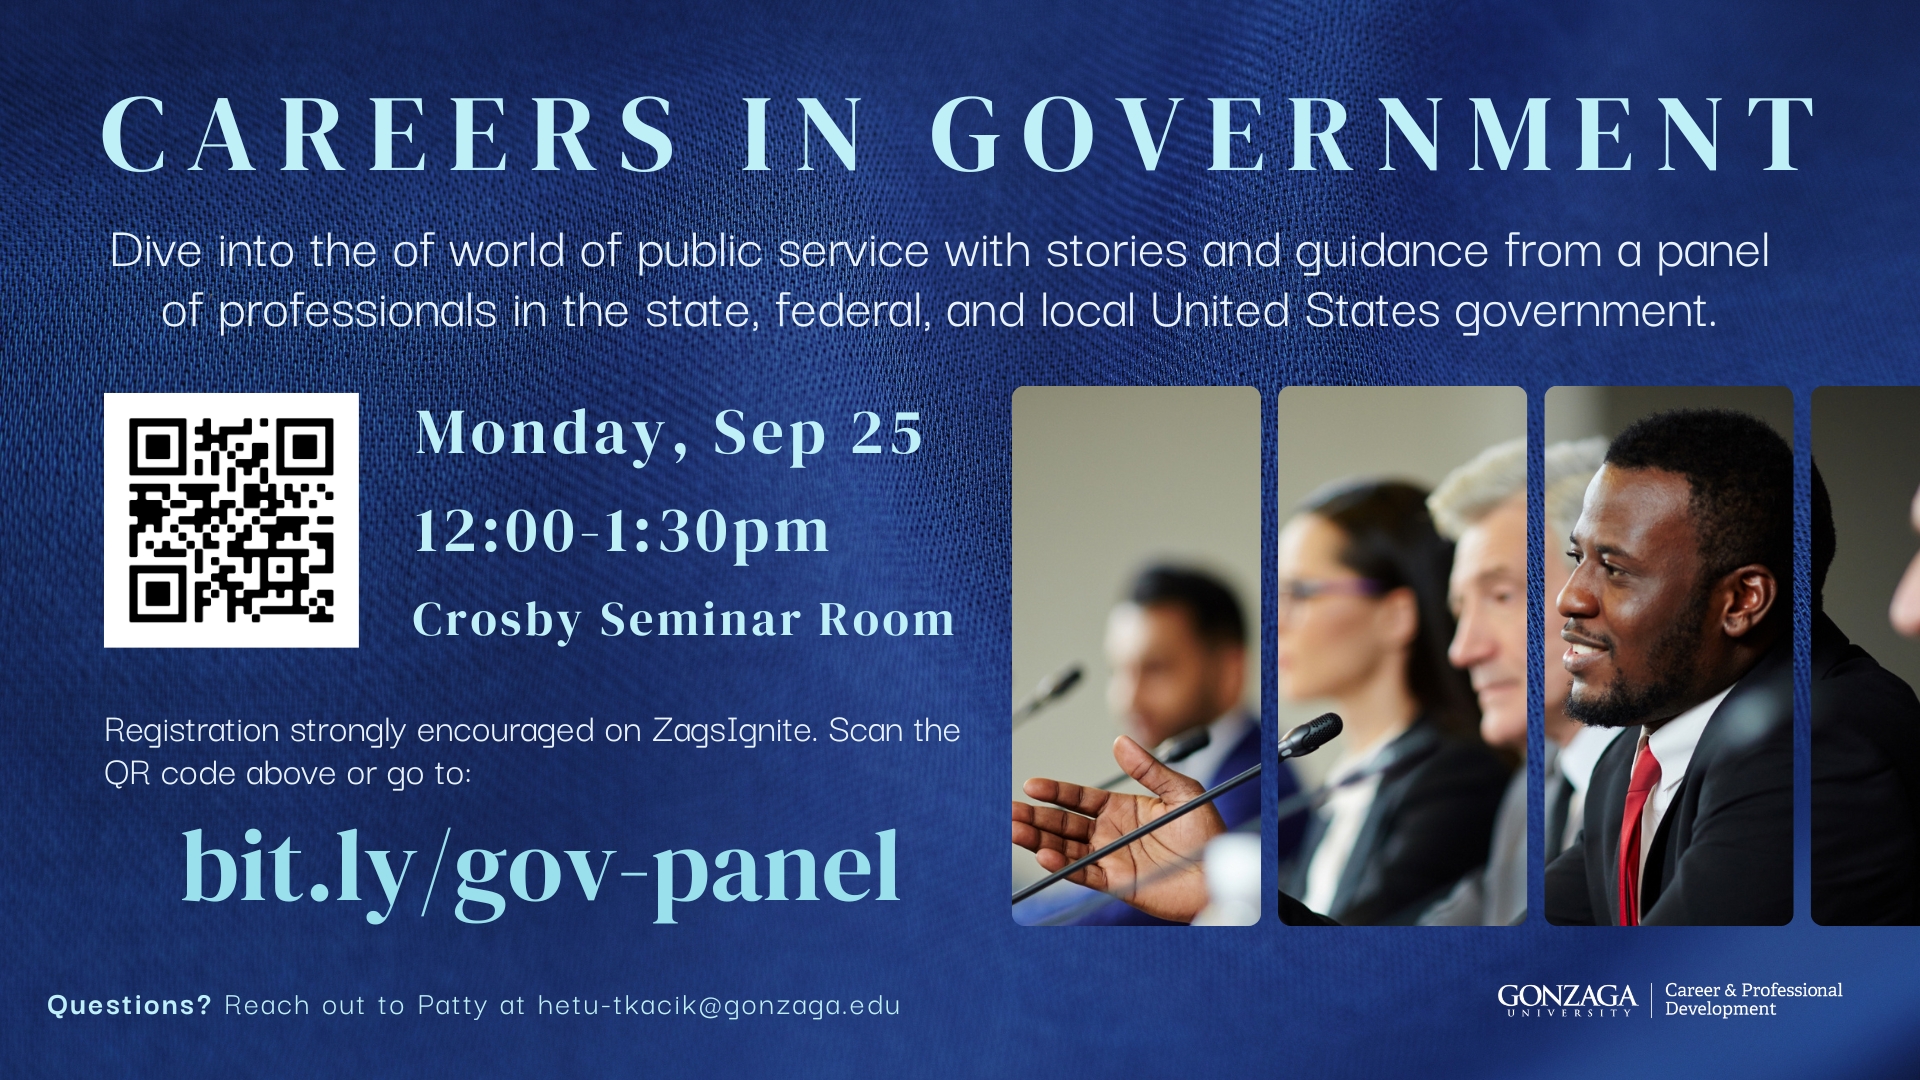 CAREERS IN GOVERNMENT
Dive into the of world of public service with stories and guidance from a panel
of professionals in the state, federal, and local United States government.
Monday, Sep 25
12:00-1:30pm
Crosby Seminar Room
Registration strongly encouraged on ZagsIgnite. Scan the
QR code above or go to:
bit.ly/gov-panel
Questions? Reach out to Patty at hetu-tkacik@gonzaga.edu
GONZAGA
UNIVERSITY
Career & Professional
Development